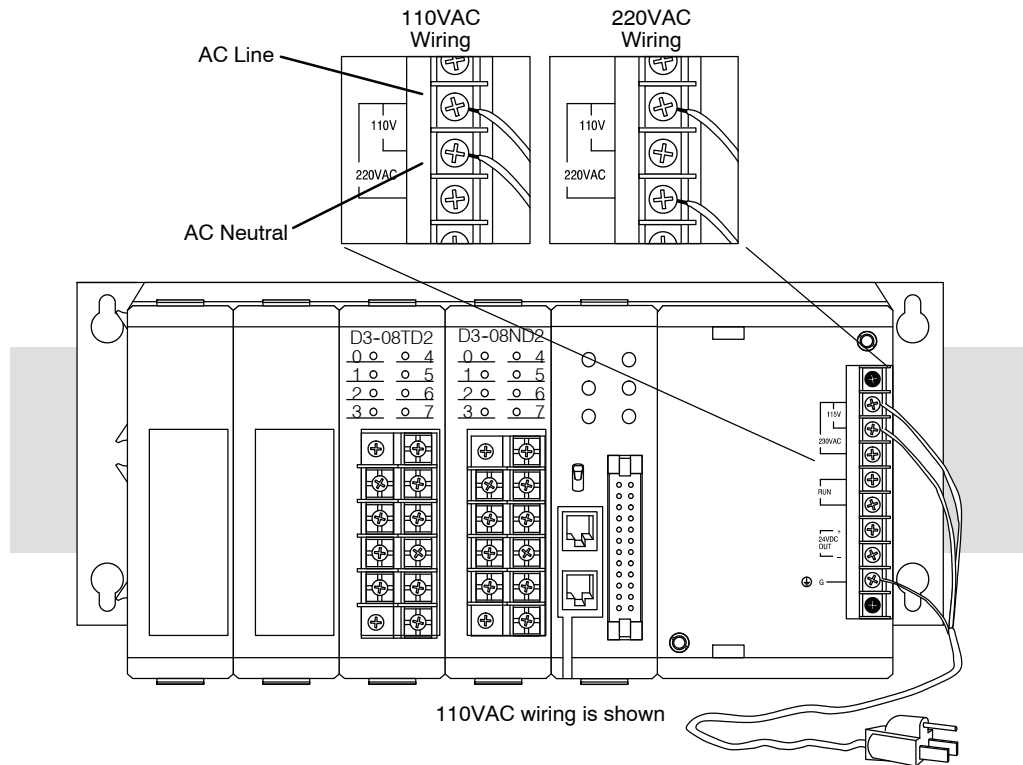 110VAC
Wiring
220VAC
Wiring
AC Line
110V
220VAC
110V
220VAC
AC Neutral
D3-08TD2
0 4
1 5
2 6
3 7
D3-08ND2
0 4
1 5
2 6
3 7
115V
230VAC
RUN
+
24VDC
OUT
-
G
110VAC wiring is shown